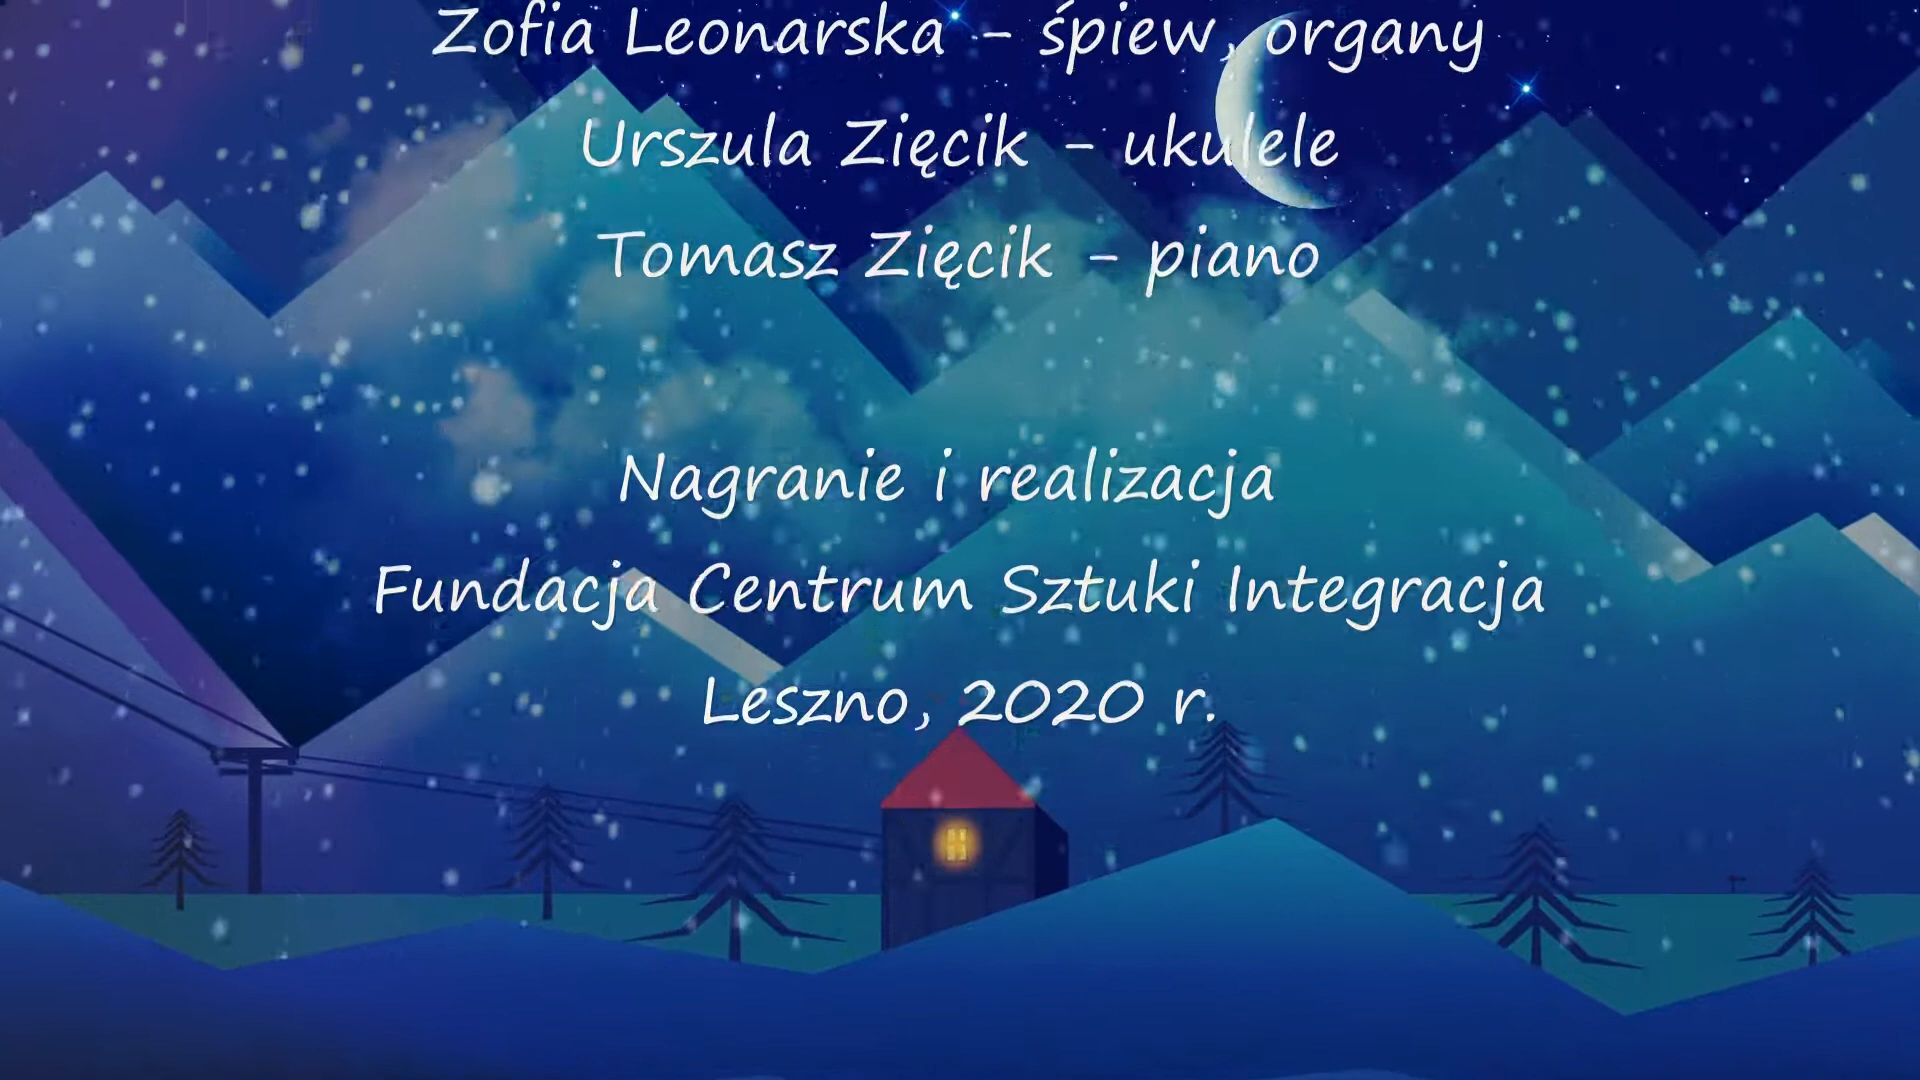 Zofia Leonarska - śpiew, organy
Urszula Zięcik - ukulele
Tomasz Zięcik - piano
Nagranie i realizacja
Fundacja Centrum Sztuki Integracja
Leszno, 2020 r.